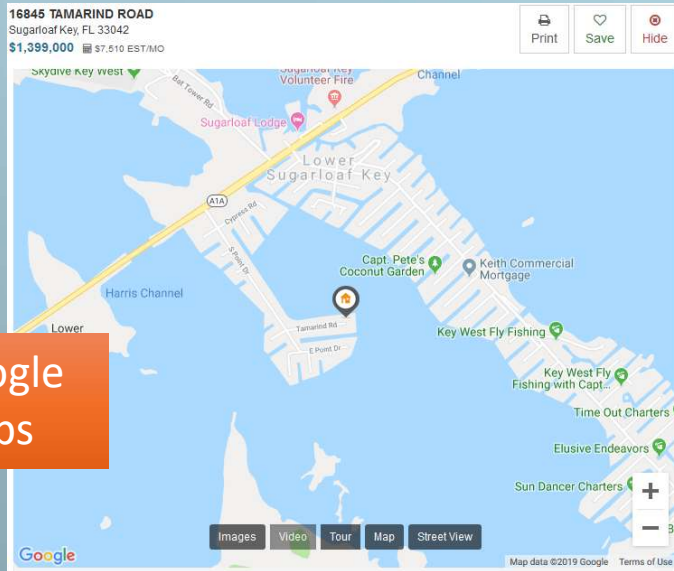 16845 TAMARIND ROAD
Sugarloaf Key, FL 33042
$1,399,000 $7,510 EST/MO
Print
Save
Hide
Skydive Key West
Bat Tower Rd
Sugarloaf Key
Volunteer Fire
Channel
Sugarloaf Lodge
Lower
Sugarloaf Key
A1A
Cypress Rd
S Point Dr
Capt. Pete's
Coconut Garden
Keith Commercial
Mortgage
Harris Channel
Lower
Tamarind Rd
E Point Dr
Key West Fly Fishing
Key West Fly
Fishing with Capt...
Time Out Charters
Elusive Endeavors
Sun Dancer Charters
+
−
Images
Video
Tour
Map
Street View
Google
Map data ©2019 Google
Terms of Use